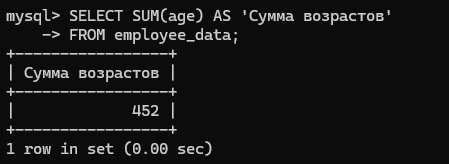 mysql> SELECT SUM(age) AS 'Сумма возрастов'
    -> FROM employee_data;
+-----------------+
| Сумма возрастов |
+-----------------+
|             452 |
+-----------------+
1 row in set (0.00 sec)